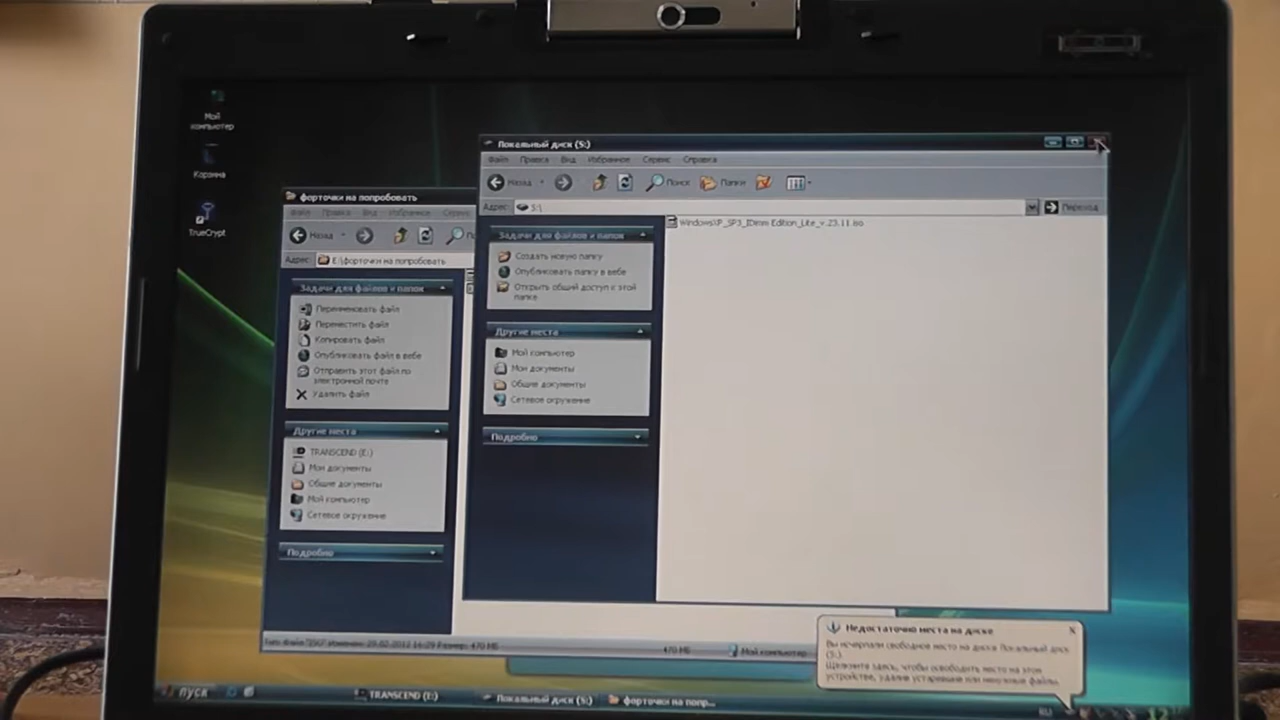 Мой
компьютер
Корзина
TrueCrypt
Локальный диск (S:)
Файл Правка Вид Избранное Сервис Справка
Назад Поиск Папки
Адрес: S:\ Переход
WindowsXP_SP3_IDimm Edition_Lite_v.23.11.iso
Задачи для файлов и папок
Создать новую папку
Опубликовать папку в вебе
Открыть общий доступ к этой
папке
Другие места
Мой компьютер
Мои документы
Общие документы
Сетевое окружение
Подробно
форточки на попробовать
Файл Правка Вид Избранное Сервис
Назад
Адрес: E:\форточки на попробовать
Задачи для файлов и папок
Переименовать файл
Переместить файл
Копировать файл
Опубликовать файл в вебе
Отправить этот файл по
электронной почте
Удалить файл
Другие места
TRANSCEND (E:)
Мои документы
Общие документы
Мой компьютер
Сетевое окружение
Подробно
Тип: Файл "ISO" Изменен: 29.02.2012 16:29 Размер: 470 МБ 470 МБ Мой компьютер
Недостаточно места на диске
Вы исчерпали свободное место на диске Локальный диск
(S:).
Щелкните здесь, чтобы освободить место на этом
устройстве, удалив устаревшие или ненужные файлы.
пуск TRANSCEND (E:) Локальный диск (S:) форточки на попр... RU